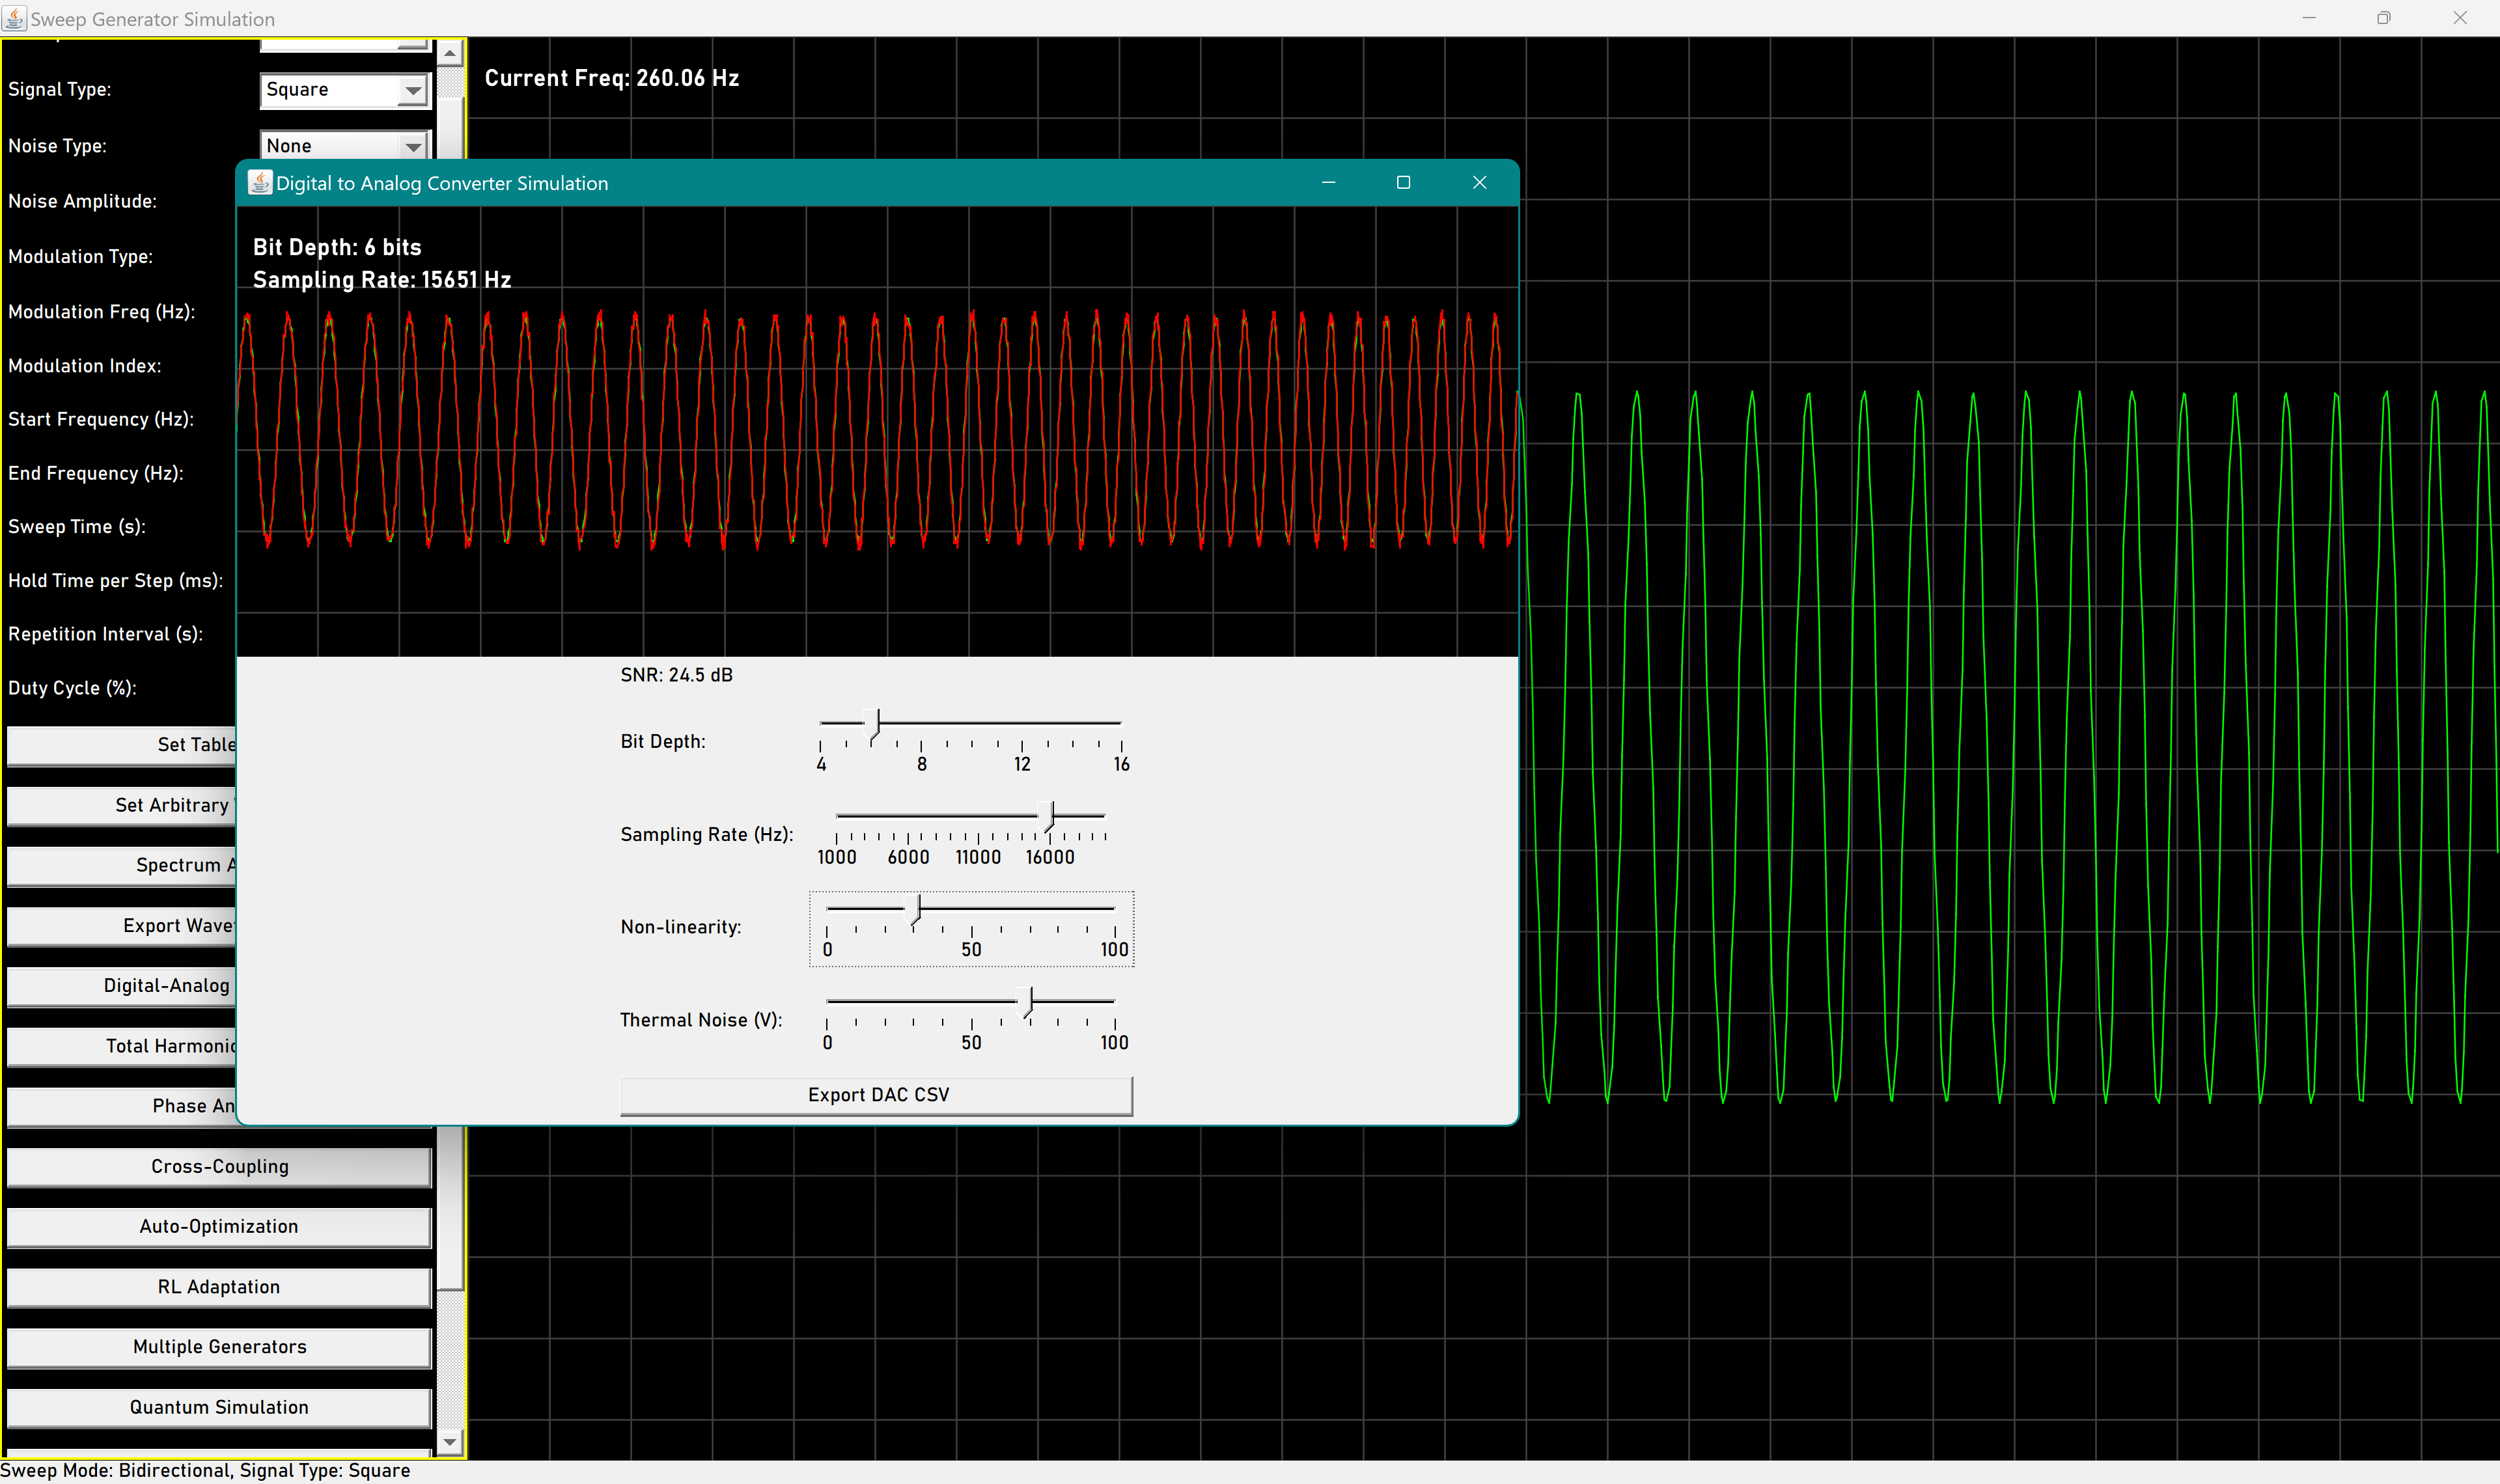 Sweep Generator Simulation
Signal Type:
Square
Current Freq: 260.06 Hz
Noise Type:
None
Digital to Analog Converter Simulation
Noise Amplitude:
Modulation Type:
Modulation Freq (Hz):
Modulation Index:
Start Frequency (Hz):
End Frequency (Hz):
Sweep Time (s):
Hold Time per Step (ms):
Repetition Interval (s):
Duty Cycle (%):
Set Table
Set Arbitrary
Spectrum A
Export Wave
Digital-Analog
Total Harmonic
Phase An
Cross-Coupling
Auto-Optimization
RL Adaptation
Multiple Generators
Quantum Simulation
Bit Depth: 6 bits
Sampling Rate: 15651 Hz
SNR: 24.5 dB
Bit Depth:
4 8 12 16
Sampling Rate (Hz):
1000 6000 11000 16000
Non-linearity:
0 50 100
Thermal Noise (V):
0 50 100
Export DAC CSV
Sweep Mode: Bidirectional, Signal Type: Square